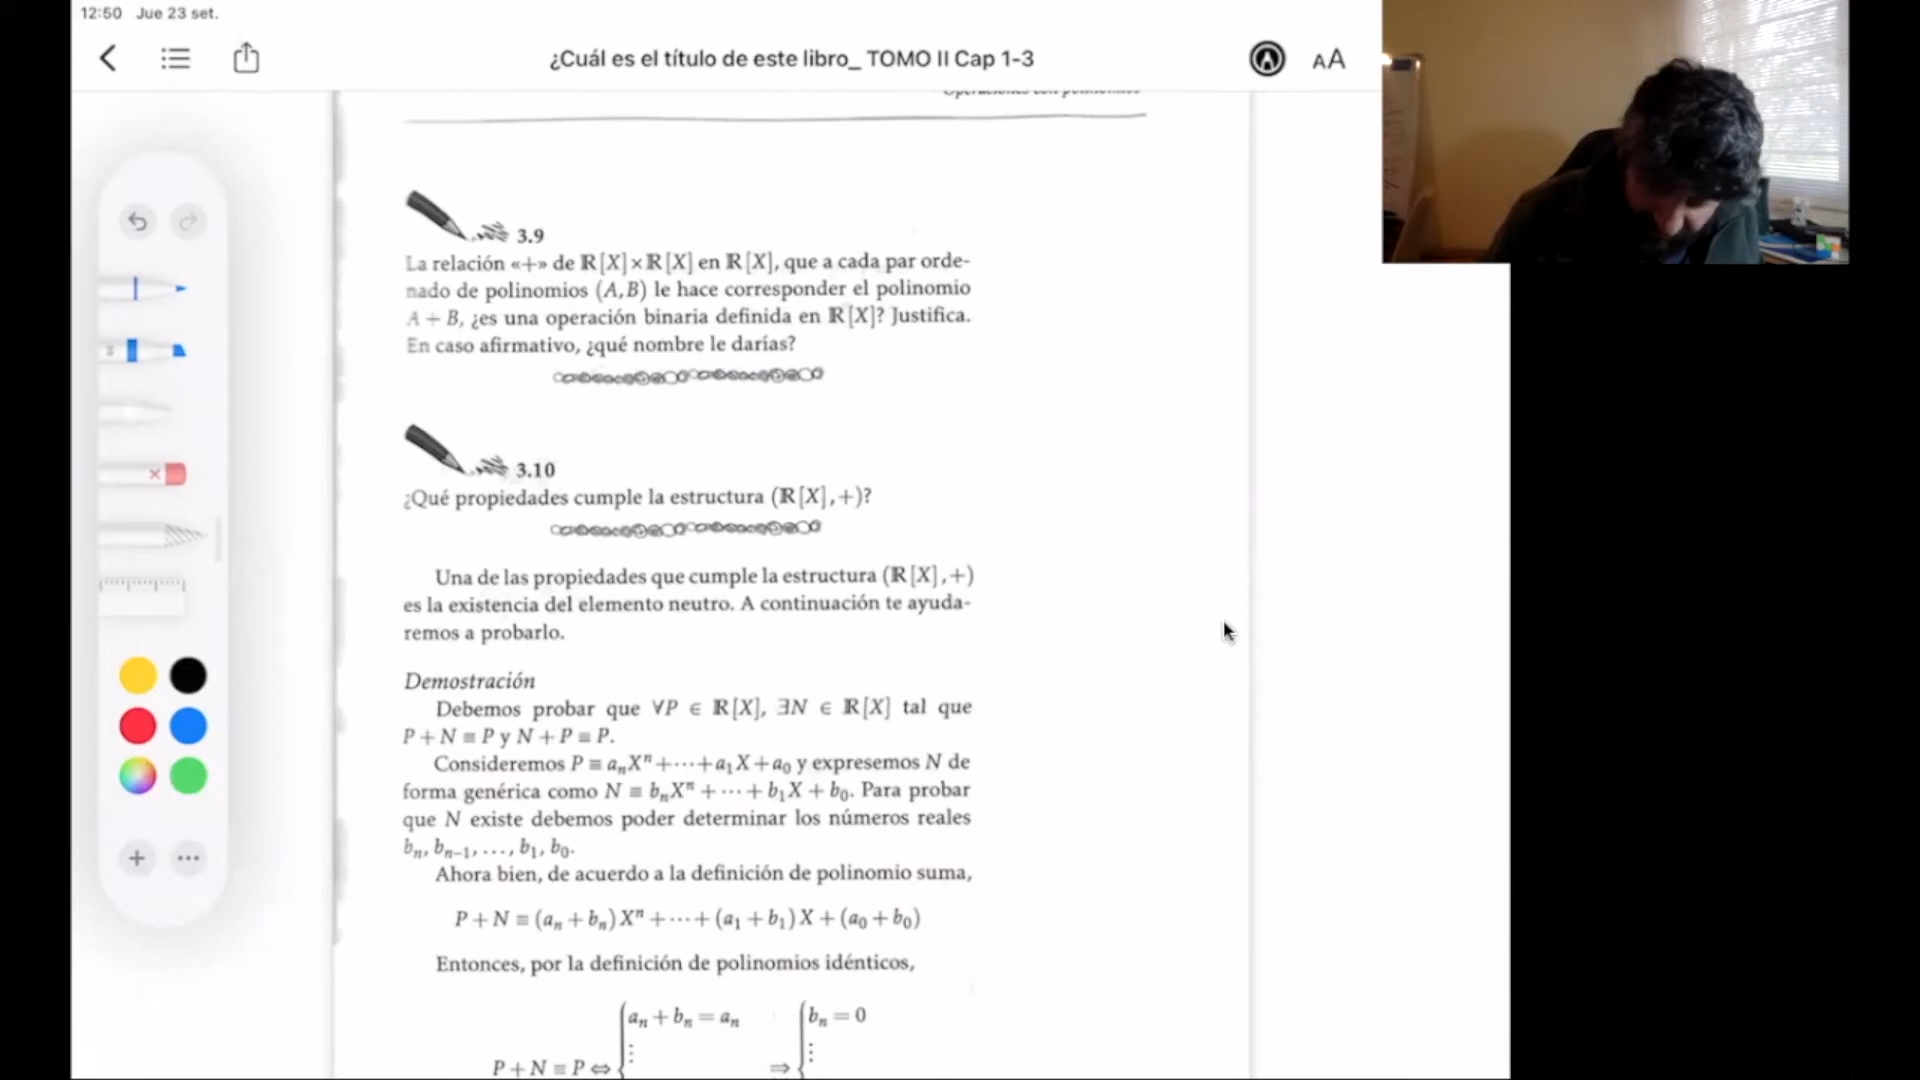 12:50 Jue 23 set.
¿Cuál es el título de este libro_ TOMO II Cap 1-3
AA
Operaciones con polinomios
3.9
La relación «+» de ℝ[X]×ℝ[X] en ℝ[X], que a cada par orde-
nado de polinomios (A,B) le hace corresponder el polinomio
A + B, ¿es una operación binaria definida en ℝ[X]? Justifica.
En caso afirmativo, ¿qué nombre le darías?
3.10
¿Qué propiedades cumple la estructura (ℝ[X],+)?
Una de las propiedades que cumple la estructura (ℝ[X],+)
es la existencia del elemento neutro. A continuación te ayuda-
remos a probarlo.
Demostración
Debemos probar que ∀P ∈ ℝ[X], ∃N ∈ ℝ[X] tal que
P + N ≡ P y N + P ≡ P.
Consideremos P ≡ aₙXⁿ+⋯+a₁X+a₀ y expresemos N de
forma genérica como N ≡ bₙXⁿ + ⋯ + b₁X + b₀. Para probar
que N existe debemos poder determinar los números reales
bₙ, bₙ₋₁, …, b₁, b₀.
Ahora bien, de acuerdo a la definición de polinomio suma,
P + N ≡ (aₙ + bₙ)Xⁿ + ⋯ + (a₁ + b₁)X + (a₀ + b₀)
Entonces, por la definición de polinomios idénticos,
aₙ + bₙ = aₙ bₙ = 0
⋮ ⋮
P + N ≡ P ⇔ ⇒